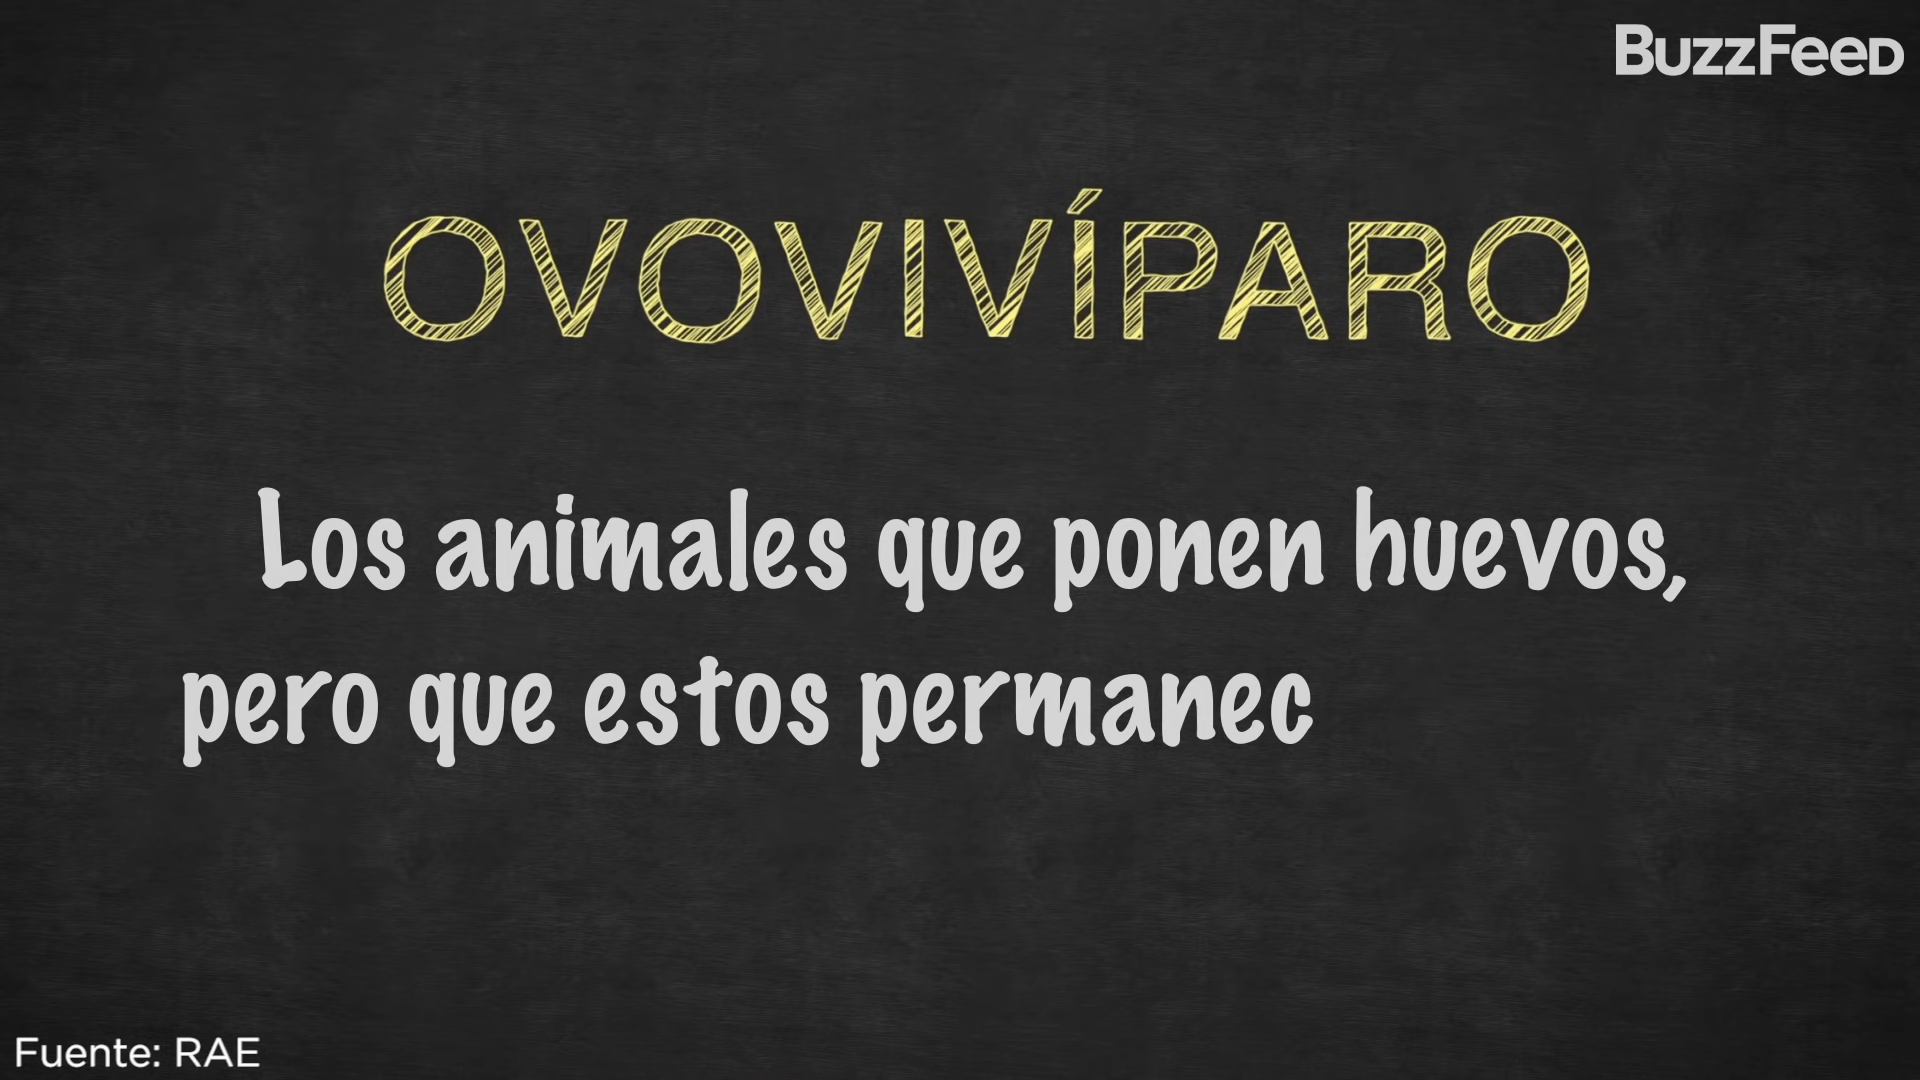 BuzzFeed
OVOVIVÍPARO
Los animales que ponen huevos,
pero que estos permanec
Fuente: RAE